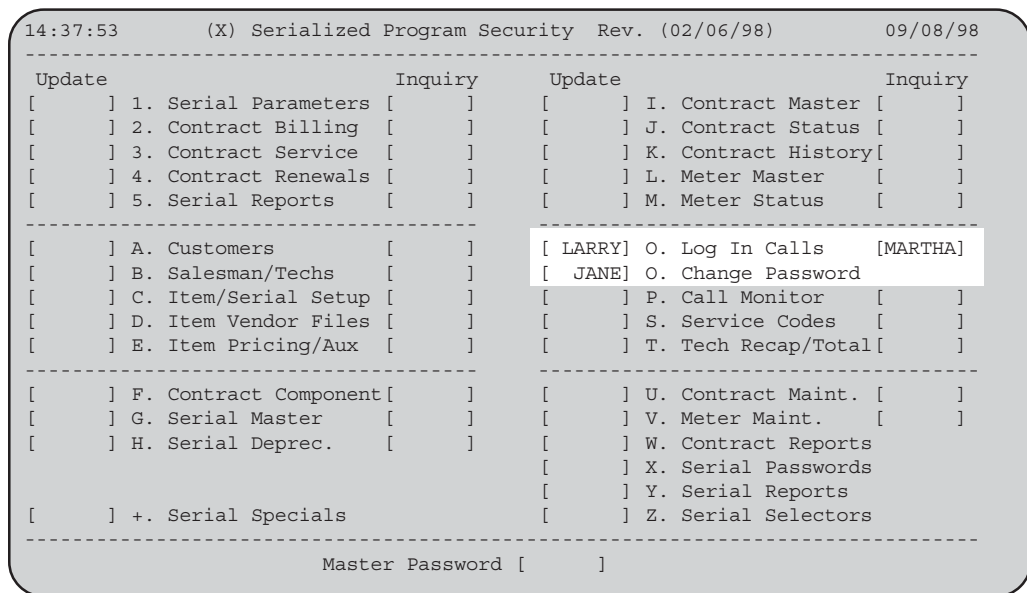 14:37:53        (X) Serialized Program Security  Rev. (02/06/98)          09/08/98
-------------------------------------------------------------------------------------
 Update                          Inquiry       Update                        Inquiry
[       ] 1. Serial Parameters [       ]      [       ] I. Contract Master [       ]
[       ] 2. Contract Billing  [       ]      [       ] J. Contract Status [       ]
[       ] 3. Contract Service  [       ]      [       ] K. Contract History[       ]
[       ] 4. Contract Renewals [       ]      [       ] L. Meter Master    [       ]
[       ] 5. Serial Reports    [       ]      [       ] M. Meter Status    [       ]
----------------------------------------      ---------------------------------------
[       ] A. Customers         [       ]      [ LARRY] O. Log In Calls    [MARTHA]
[       ] B. Salesman/Techs    [       ]      [  JANE] O. Change Password
[       ] C. Item/Serial Setup [       ]      [       ] P. Call Monitor    [       ]
[       ] D. Item Vendor Files [       ]      [       ] S. Service Codes   [       ]
[       ] E. Item Pricing/Aux  [       ]      [       ] T. Tech Recap/Total[       ]
----------------------------------------      ---------------------------------------
[       ] F. Contract Component[       ]      [       ] U. Contract Maint. [       ]
[       ] G. Serial Master     [       ]      [       ] V. Meter Maint.    [       ]
[       ] H. Serial Deprec.    [       ]      [       ] W. Contract Reports
                                              [       ] X. Serial Passwords
                                              [       ] Y. Serial Reports
[       ] +. Serial Specials                  [       ] Z. Serial Selectors
-------------------------------------------------------------------------------------
                          Master Password [      ]